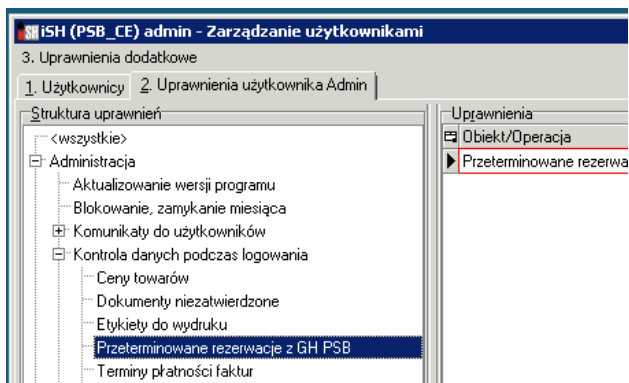 iSH (PSB_CE) admin - Zarządzanie użytkownikami
3. Uprawnienia dodatkowe
1. Użytkownicy 2. Uprawnienia użytkownika Admin
Struktura uprawnień
<wszystkie>
Administracja
Aktualizowanie wersji programu
Blokowanie, zamykanie miesiąca
Komunikaty do użytkowników
Kontrola danych podczas logowania
Ceny towarów
Dokumenty niezatwierdzone
Etykiety do wydruku
Przeterminowane rezerwacje z GH PSB
Terminy płatności faktur
Uprawnienia
Obiekt/Operacja
Przeterminowane rezerwa